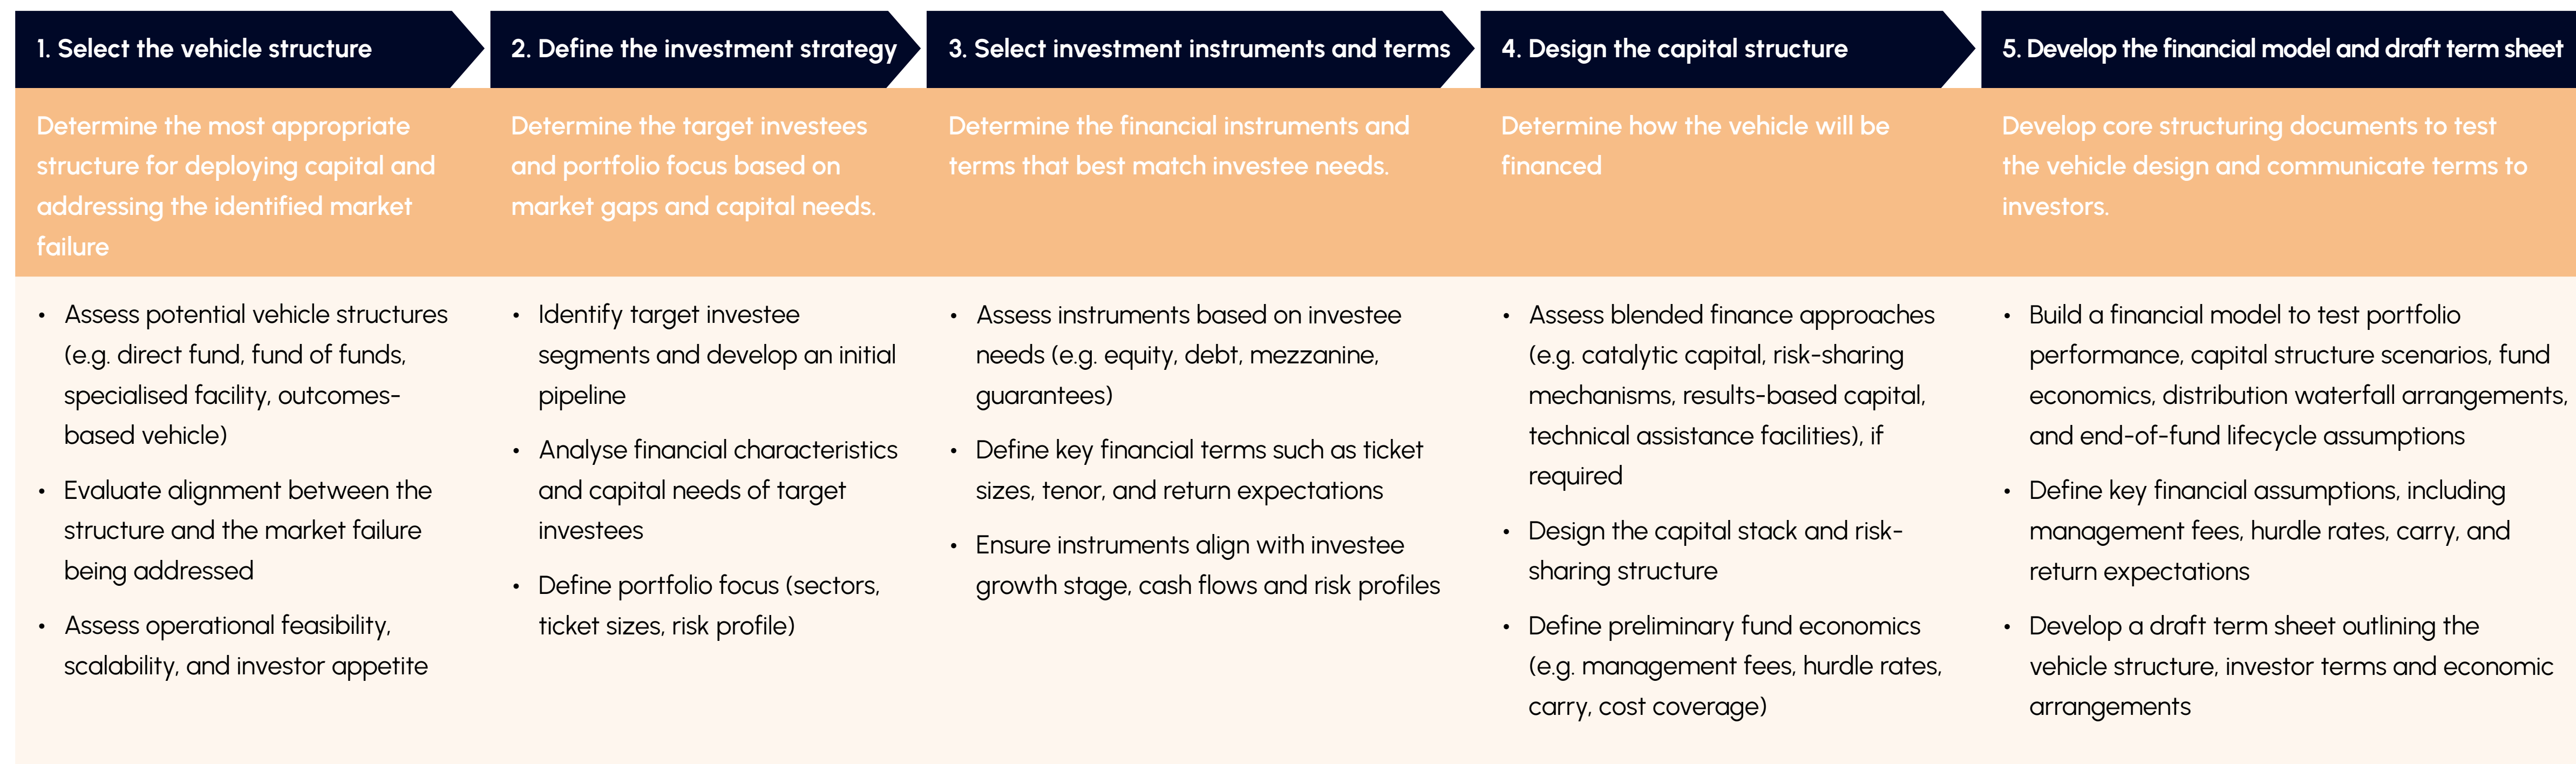 1. Select the vehicle structure
Determine the most appropriate
structure for deploying capital and
addressing the identified market
failure
• Assess potential vehicle structures
(e.g. direct fund, fund of funds,
specialised facility, outcomes-
based vehicle)
• Evaluate alignment between the
structure and the market failure
being addressed
• Assess operational feasibility,
scalability, and investor appetite
2. Define the investment strategy
Determine the target investees
and portfolio focus based on
market gaps and capital needs.
• Identify target investee
segments and develop an initial
pipeline
• Analyse financial characteristics
and capital needs of target
investees
• Define portfolio focus (sectors,
ticket sizes, risk profile)
3. Select investment instruments and terms
Determine the financial instruments and
terms that best match investee needs.
• Assess instruments based on investee
needs (e.g. equity, debt, mezzanine,
guarantees)
• Define key financial terms such as ticket
sizes, tenor, and return expectations
• Ensure instruments align with investee
growth stage, cash flows and risk profiles
4. Design the capital structure
Determine how the vehicle will be
financed
• Assess blended finance approaches
(e.g. catalytic capital, risk-sharing
mechanisms, results-based capital,
technical assistance facilities), if
required
• Design the capital stack and risk-
sharing structure
• Define preliminary fund economics
(e.g. management fees, hurdle rates,
carry, cost coverage)
5. Develop the financial model and draft term sheet
Develop core structuring documents to test
the vehicle design and communicate terms to
investors.
• Build a financial model to test portfolio
performance, capital structure scenarios, fund
economics, distribution waterfall arrangements,
and end-of-fund lifecycle assumptions
• Define key financial assumptions, including
management fees, hurdle rates, carry, and
return expectations
• Develop a draft term sheet outlining the
vehicle structure, investor terms and economic
arrangements